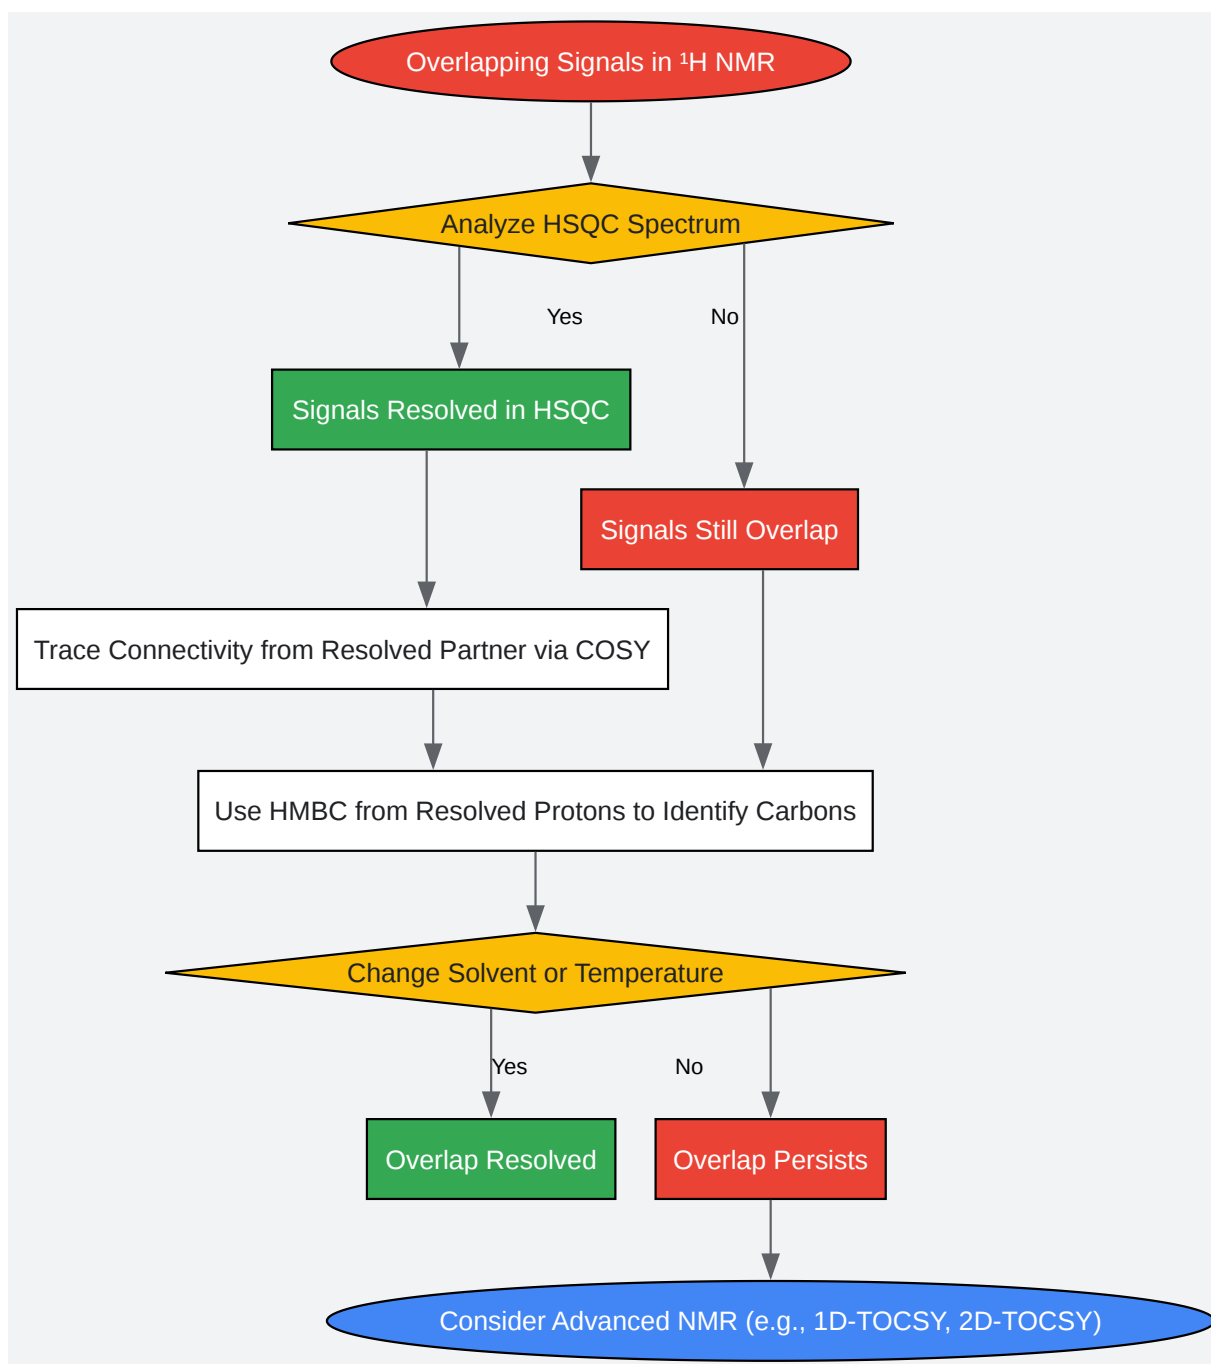 Overlapping Signals in ¹H NMR
Analyze HSQC Spectrum
Yes
No
Signals Resolved in HSQC
Signals Still Overlap
Trace Connectivity from Resolved Partner via COSY
Use HMBC from Resolved Protons to Identify Carbons
Change Solvent or Temperature
Yes
No
Overlap Resolved
Overlap Persists
Consider Advanced NMR (e.g., 1D-TOCSY, 2D-TOCSY)